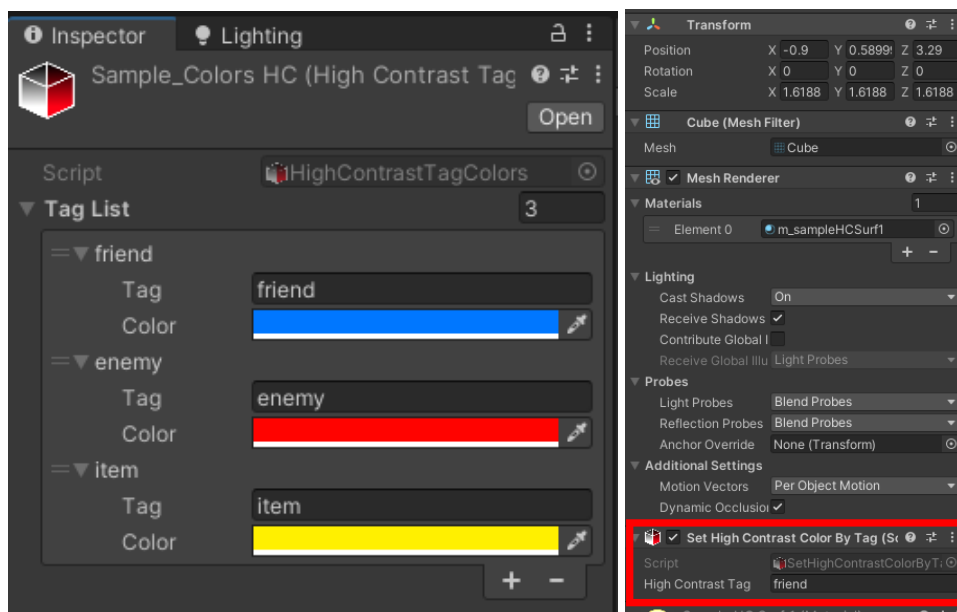 Inspector Lighting
Sample_Colors HC (High Contrast Tag
Open
Script HighContrastTagColors
Tag List 3
friend
Tag friend
Color
enemy
Tag enemy
Color
item
Tag item
Color
+ -
Transform
Position X -0.9 Y 0.5899 Z 3.29
Rotation X 0 Y 0 Z 0
Scale X 1.6188 Y 1.6188 Z 1.6188
Cube (Mesh Filter)
Mesh Cube
Mesh Renderer
Materials 1
Element 0 m_sampleHCSurf1
+ -
Lighting
Cast Shadows On
Receive Shadows
Contribute Global I
Receive Global Illu Light Probes
Probes
Light Probes Blend Probes
Reflection Probes Blend Probes
Anchor Override None (Transform)
Additional Settings
Motion Vectors Per Object Motion
Dynamic Occlusion
Set High Contrast Color By Tag (Sc
Script SetHighContrastColorByTa
High Contrast Tag friend